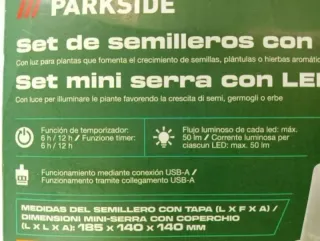 PARKSIDE
Set de semilleros con
Con luz para plantas que fomenta el crecimiento de semillas, plántulas o hierbas
Set mini serra con LE
Con luce per illuminare le piante favorendo la crescita di semi, germogli o erbe
Función de temporizador:
6 h / 12 h // Funzione timer:
6 h / 12 h
Flujo luminoso de cada led: máx.
50 lm // Corrente luminosa per
ciascun LED: max. 50 lm
Funcionamiento mediante conexión USB-A //
Funzionamento tramite collegamento USB-A
MEDIDAS DEL SEMILLERO CON TAPA (L X F X A) //
DIMENSIONI MINI-SERRA CON COPERCHIO
(L X L X A): 185 x 140 x 140 MM